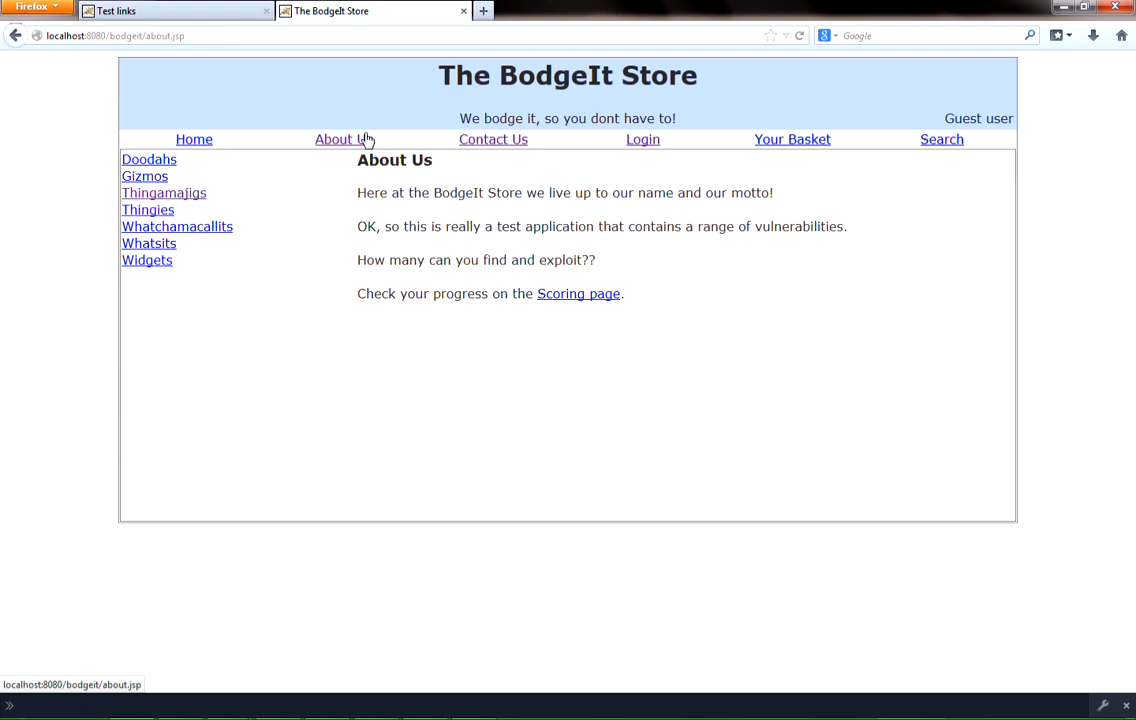 Firefox
Test links
The BodgeIt Store
localhost:8080/bodgeit/about.jsp
Google
The BodgeIt Store
We bodge it, so you dont have to!
Guest user
Home
About U
Contact Us
Login
Your Basket
Search
Doodahs
Gizmos
Thingamajigs
Thingies
Whatchamacallits
Whatsits
Widgets
About Us
Here at the BodgeIt Store we live up to our name and our motto!
OK, so this is really a test application that contains a range of vulnerabilities.
How many can you find and exploit??
Check your progress on the Scoring page.
localhost:8080/bodgeit/about.jsp